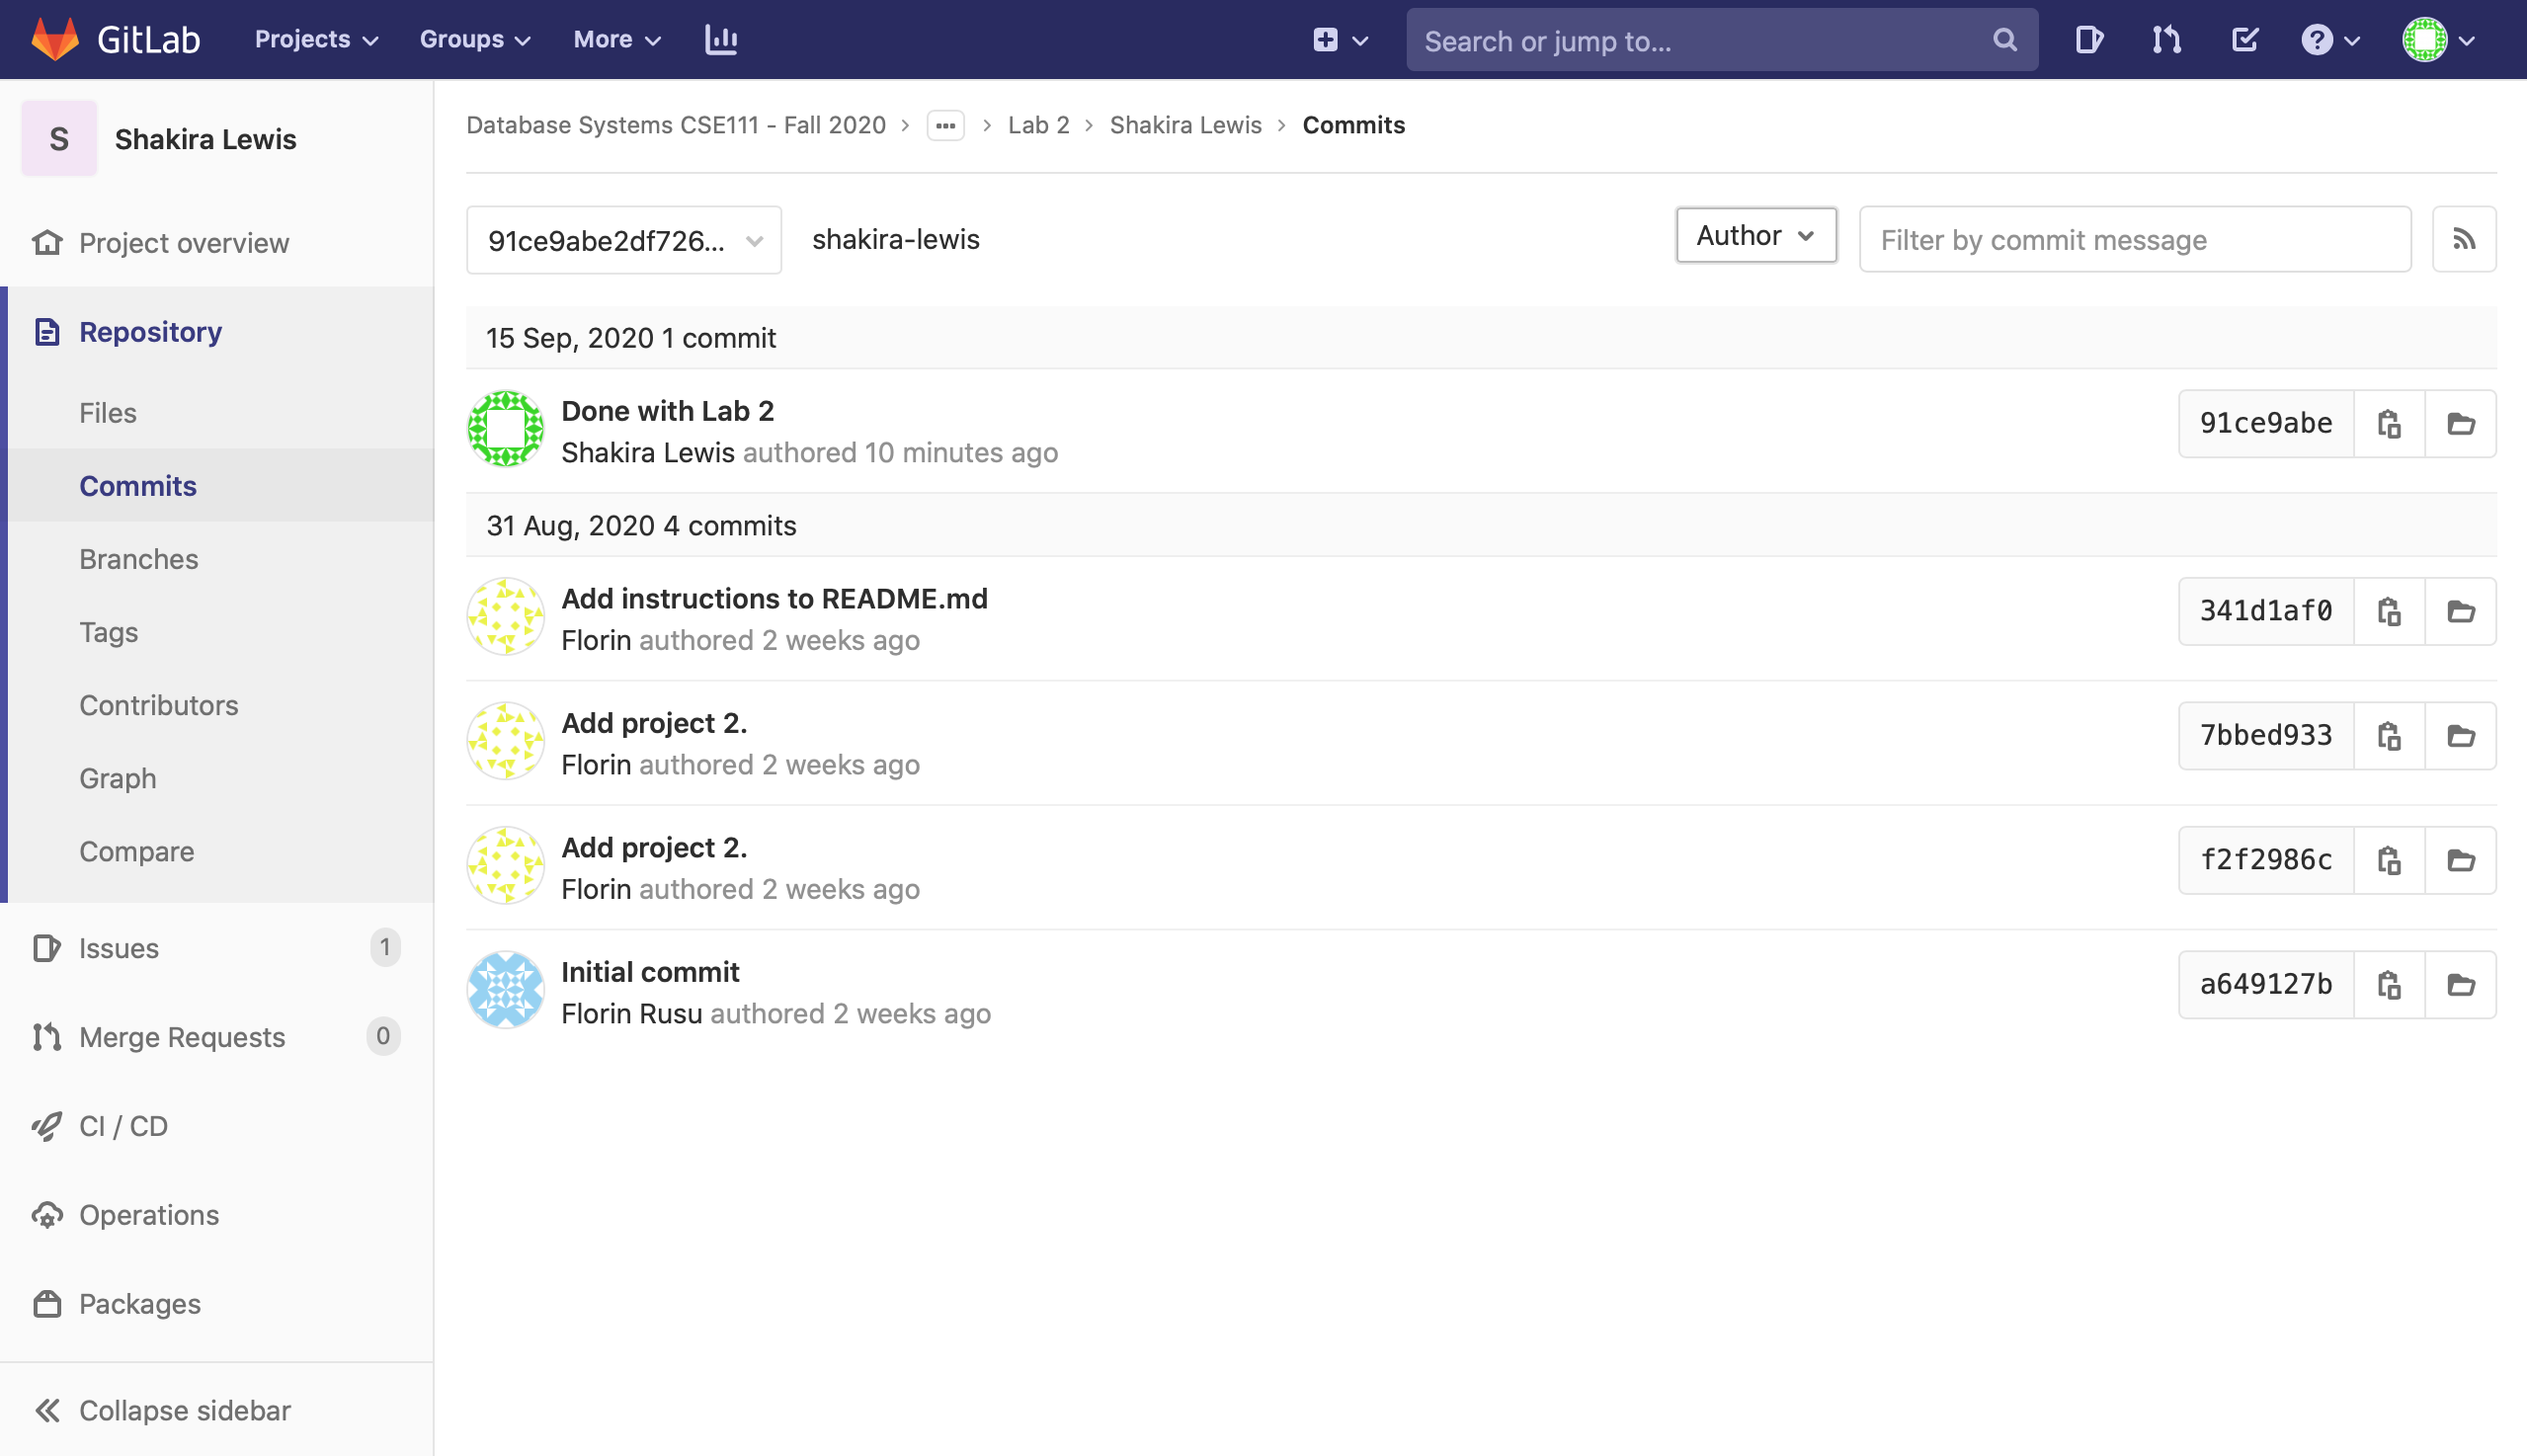 GitLab Projects Groups More Search or jump to...
S Shakira Lewis
Project overview
Repository
Files
Commits
Branches
Tags
Contributors
Graph
Compare
Issues 1
Merge Requests 0
CI / CD
Operations
Packages
Collapse sidebar
Database Systems CSE111 - Fall 2020 > ... > Lab 2 > Shakira Lewis > Commits
91ce9abe2df726... shakira-lewis Author Filter by commit message
15 Sep, 2020 1 commit
Done with Lab 2
Shakira Lewis authored 10 minutes ago
91ce9abe
31 Aug, 2020 4 commits
Add instructions to README.md
Florin authored 2 weeks ago
341d1af0
Add project 2.
Florin authored 2 weeks ago
7bbed933
Add project 2.
Florin authored 2 weeks ago
f2f2986c
Initial commit
Florin Rusu authored 2 weeks ago
a649127b